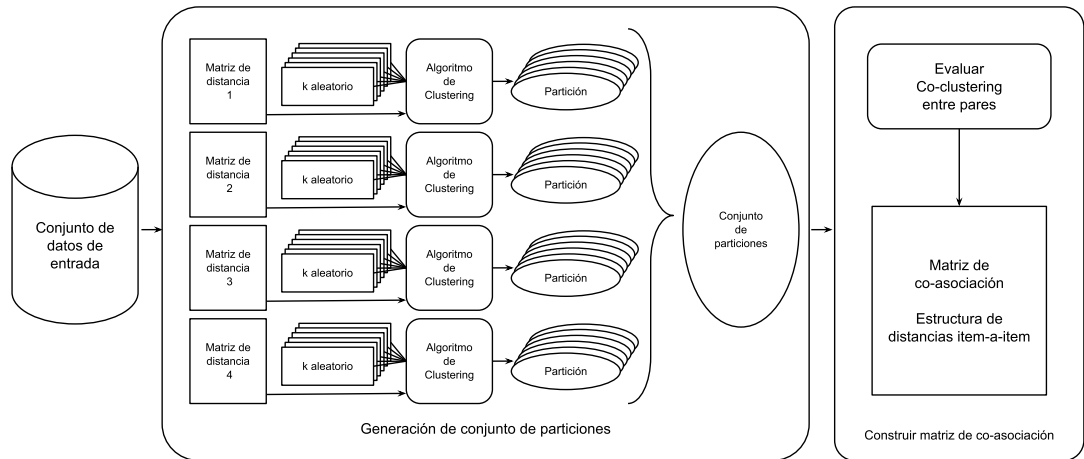 Conjunto de
datos de
entrada
Matriz de
distancia
1
k aleatorio
Algoritmo
de
Clustering
Partición
Matriz de
distancia
2
k aleatorio
Algoritmo
de
Clustering
Partición
Matriz de
distancia
3
k aleatorio
Algoritmo
de
Clustering
Partición
Matriz de
distancia
4
k aleatorio
Algoritmo
de
Clustering
Partición
Conjunto
de
particiones
Generación de conjunto de particiones
Evaluar
Co-clustering
entre pares
Matriz de
co-asociación
Estructura de
distancias item-a-item
Construir matriz de co-asociación